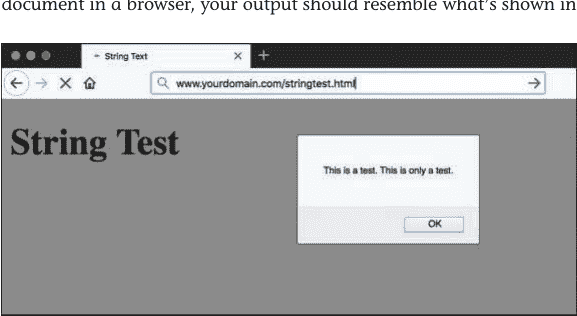 document in a browser, your output should resemble what's shown in
String Text
www.yourdomain.com/stringtest.html
String Test
This is a test. This is only a test.
OK